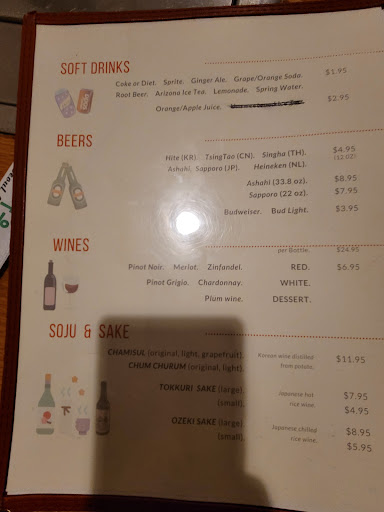 SOFT DRINKS
Coke or Diet. Sprite. Ginger Ale. Grape/Orange Soda. $1.95
Root Beer. Arizona Ice Tea. Lemonade. Spring Water.
Orange/Apple Juice. $2.95
BEERS
Hite (KR). TsingTao (CN). Singha (TH). $4.95
Asahi, Sapporo (JP). Heineken (NL). (12 OZ)
Ashahi (33.8 oz). $8.95
Sapporo (22 oz). $7.95
Budweiser. Bud Light. $3.95
WINES
per Bottle. $24.95
Pinot Noir. Merlot. Zinfandel. RED. $6.95
Pinot Grigio. Chardonnay. WHITE.
Plum wine. DESSERT.
SOJU & SAKE
CHAMISUL (original, light, grapefruit). Korean wine distilled $11.95
CHUM CHURUM (original, light) from potato.
TOKKURI SAKE (large) Japanese hot $7.95
(small). rice wine. $4.95
OZEKI SAKE (large) Japanese chilled $8.95
(small). rice wine. $5.95